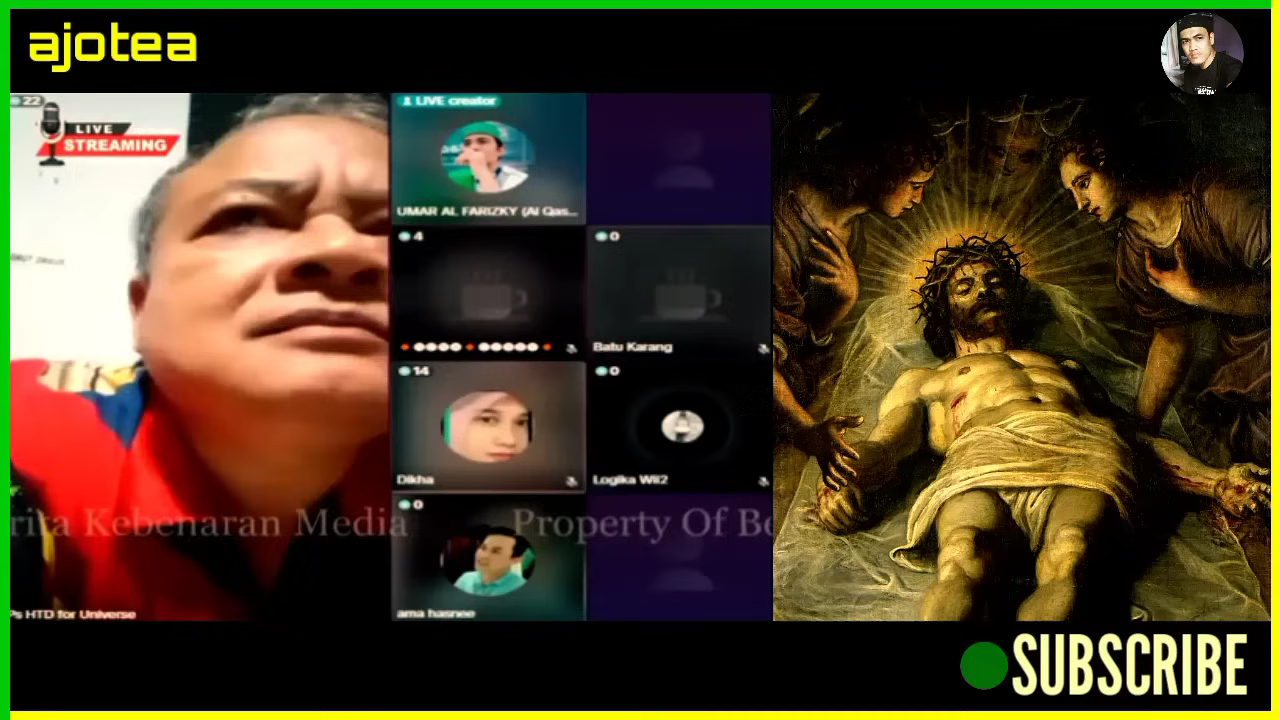 ajotea
22
LIVE
STREAMING
LIVE creator
UMAR AL FARIZKY (Al Qas...
4
0
Batu Karang
14
0
Dikha
Logika Wil2
0
rita Kebenaran Media
Property Of Be
ama hasnee
Ps HTD for Universe
SUBSCRIBE